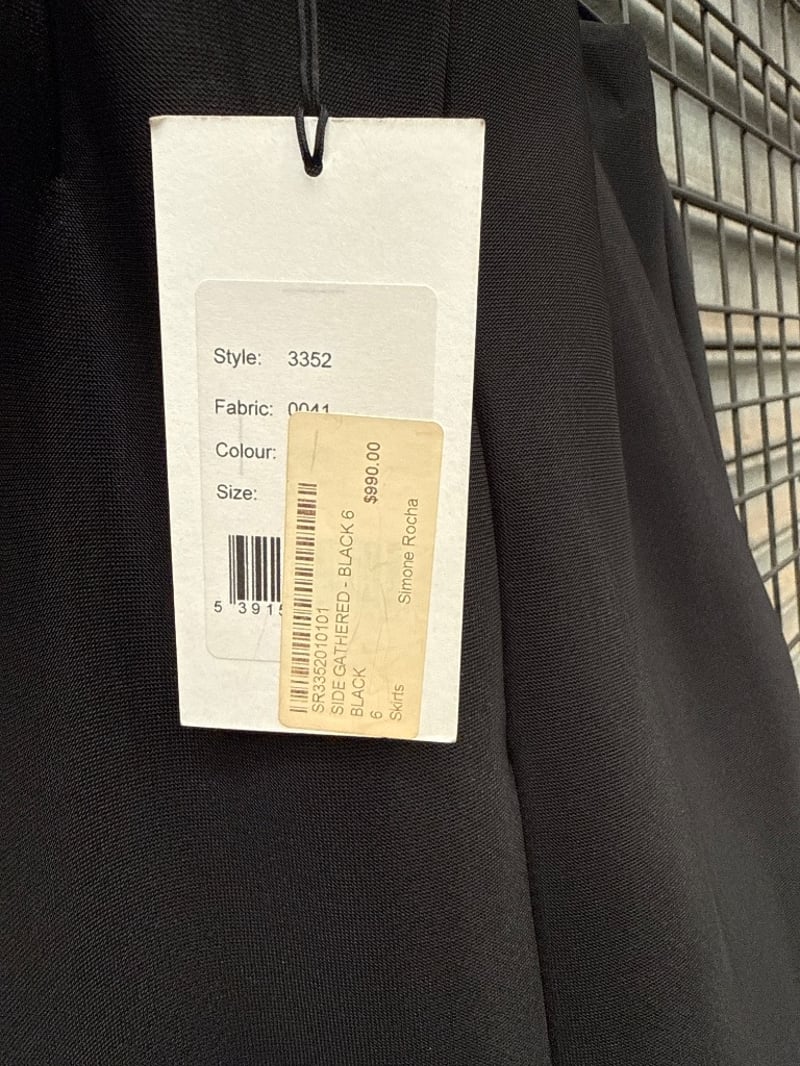 Style: 3352
Fabric: 0041
Colour:
Size:
5 391
$990.00
SR3352010101
SIDE GATHERED - BLACK 6
BLACK
6
Skirts Simone Rocha